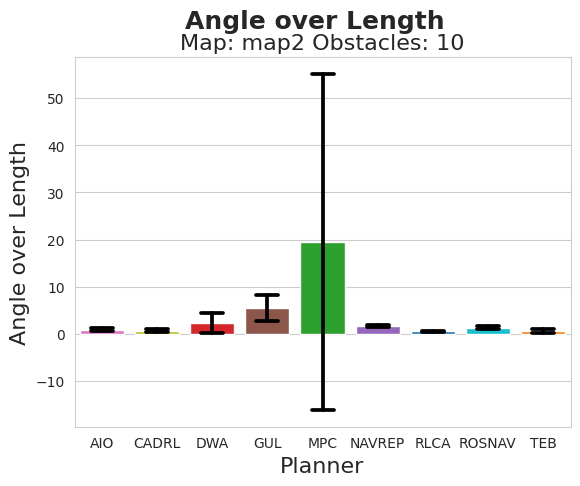 Angle over Length
Map: map2 Obstacles: 10
Angle over Length
50
40
30
20
10
0
−10
AIO CADRL DWA GUL MPC NAVREP RLCA ROSNAV TEB
Planner